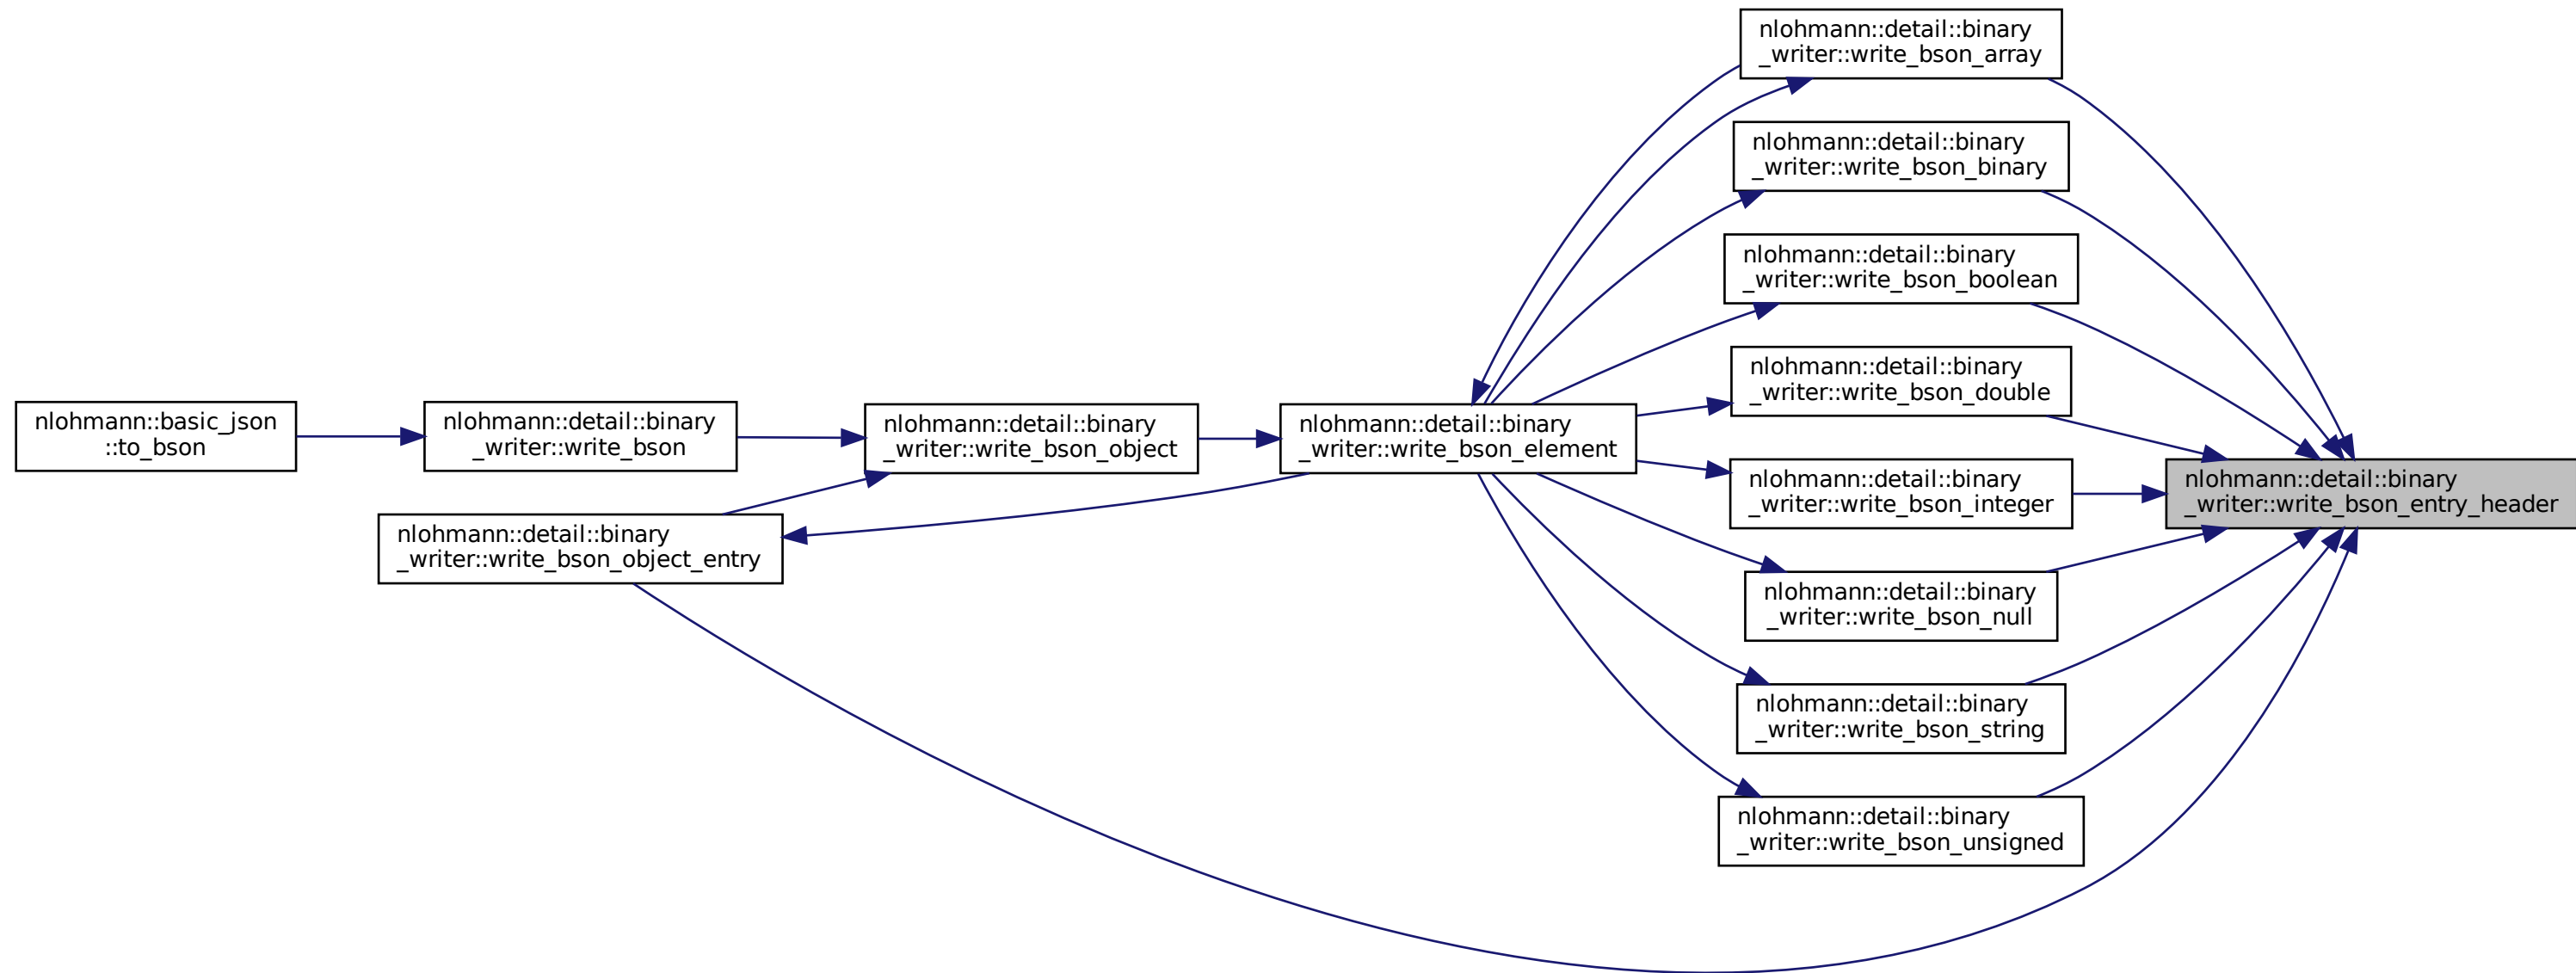 nlohmann::detail::binary
_writer::write_bson_array
nlohmann::detail::binary
_writer::write_bson_binary
nlohmann::detail::binary
_writer::write_bson_boolean
nlohmann::detail::binary
_writer::write_bson_double
nlohmann::basic_json
::to_bson
nlohmann::detail::binary
_writer::write_bson
nlohmann::detail::binary
_writer::write_bson_object
nlohmann::detail::binary
_writer::write_bson_element
nlohmann::detail::binary
_writer::write_bson_integer
nlohmann::detail::binary
_writer::write_bson_entry_header
nlohmann::detail::binary
_writer::write_bson_object_entry
nlohmann::detail::binary
_writer::write_bson_null
nlohmann::detail::binary
_writer::write_bson_string
nlohmann::detail::binary
_writer::write_bson_unsigned